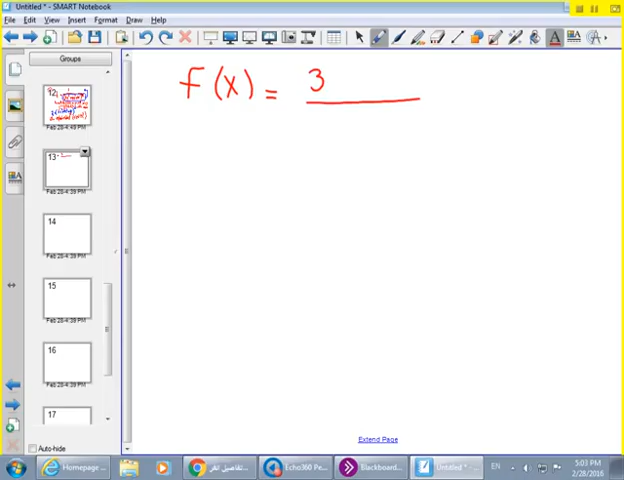 Untitled * - SMART Notebook
File Edit View Insert Format Draw Help
Groups
12
Feb 28-4:39 PM
13
Feb 28-4:39 PM
14
Feb 28-4:39 PM
15
Feb 28-4:39 PM
16
Feb 28-4:39 PM
17
Auto-hide
f(x) = 3
Extend Page
Homepage ...
Echo360 Pe...
Blackboard...
Untitled * -...
EN
5:03 PM
2/28/2016